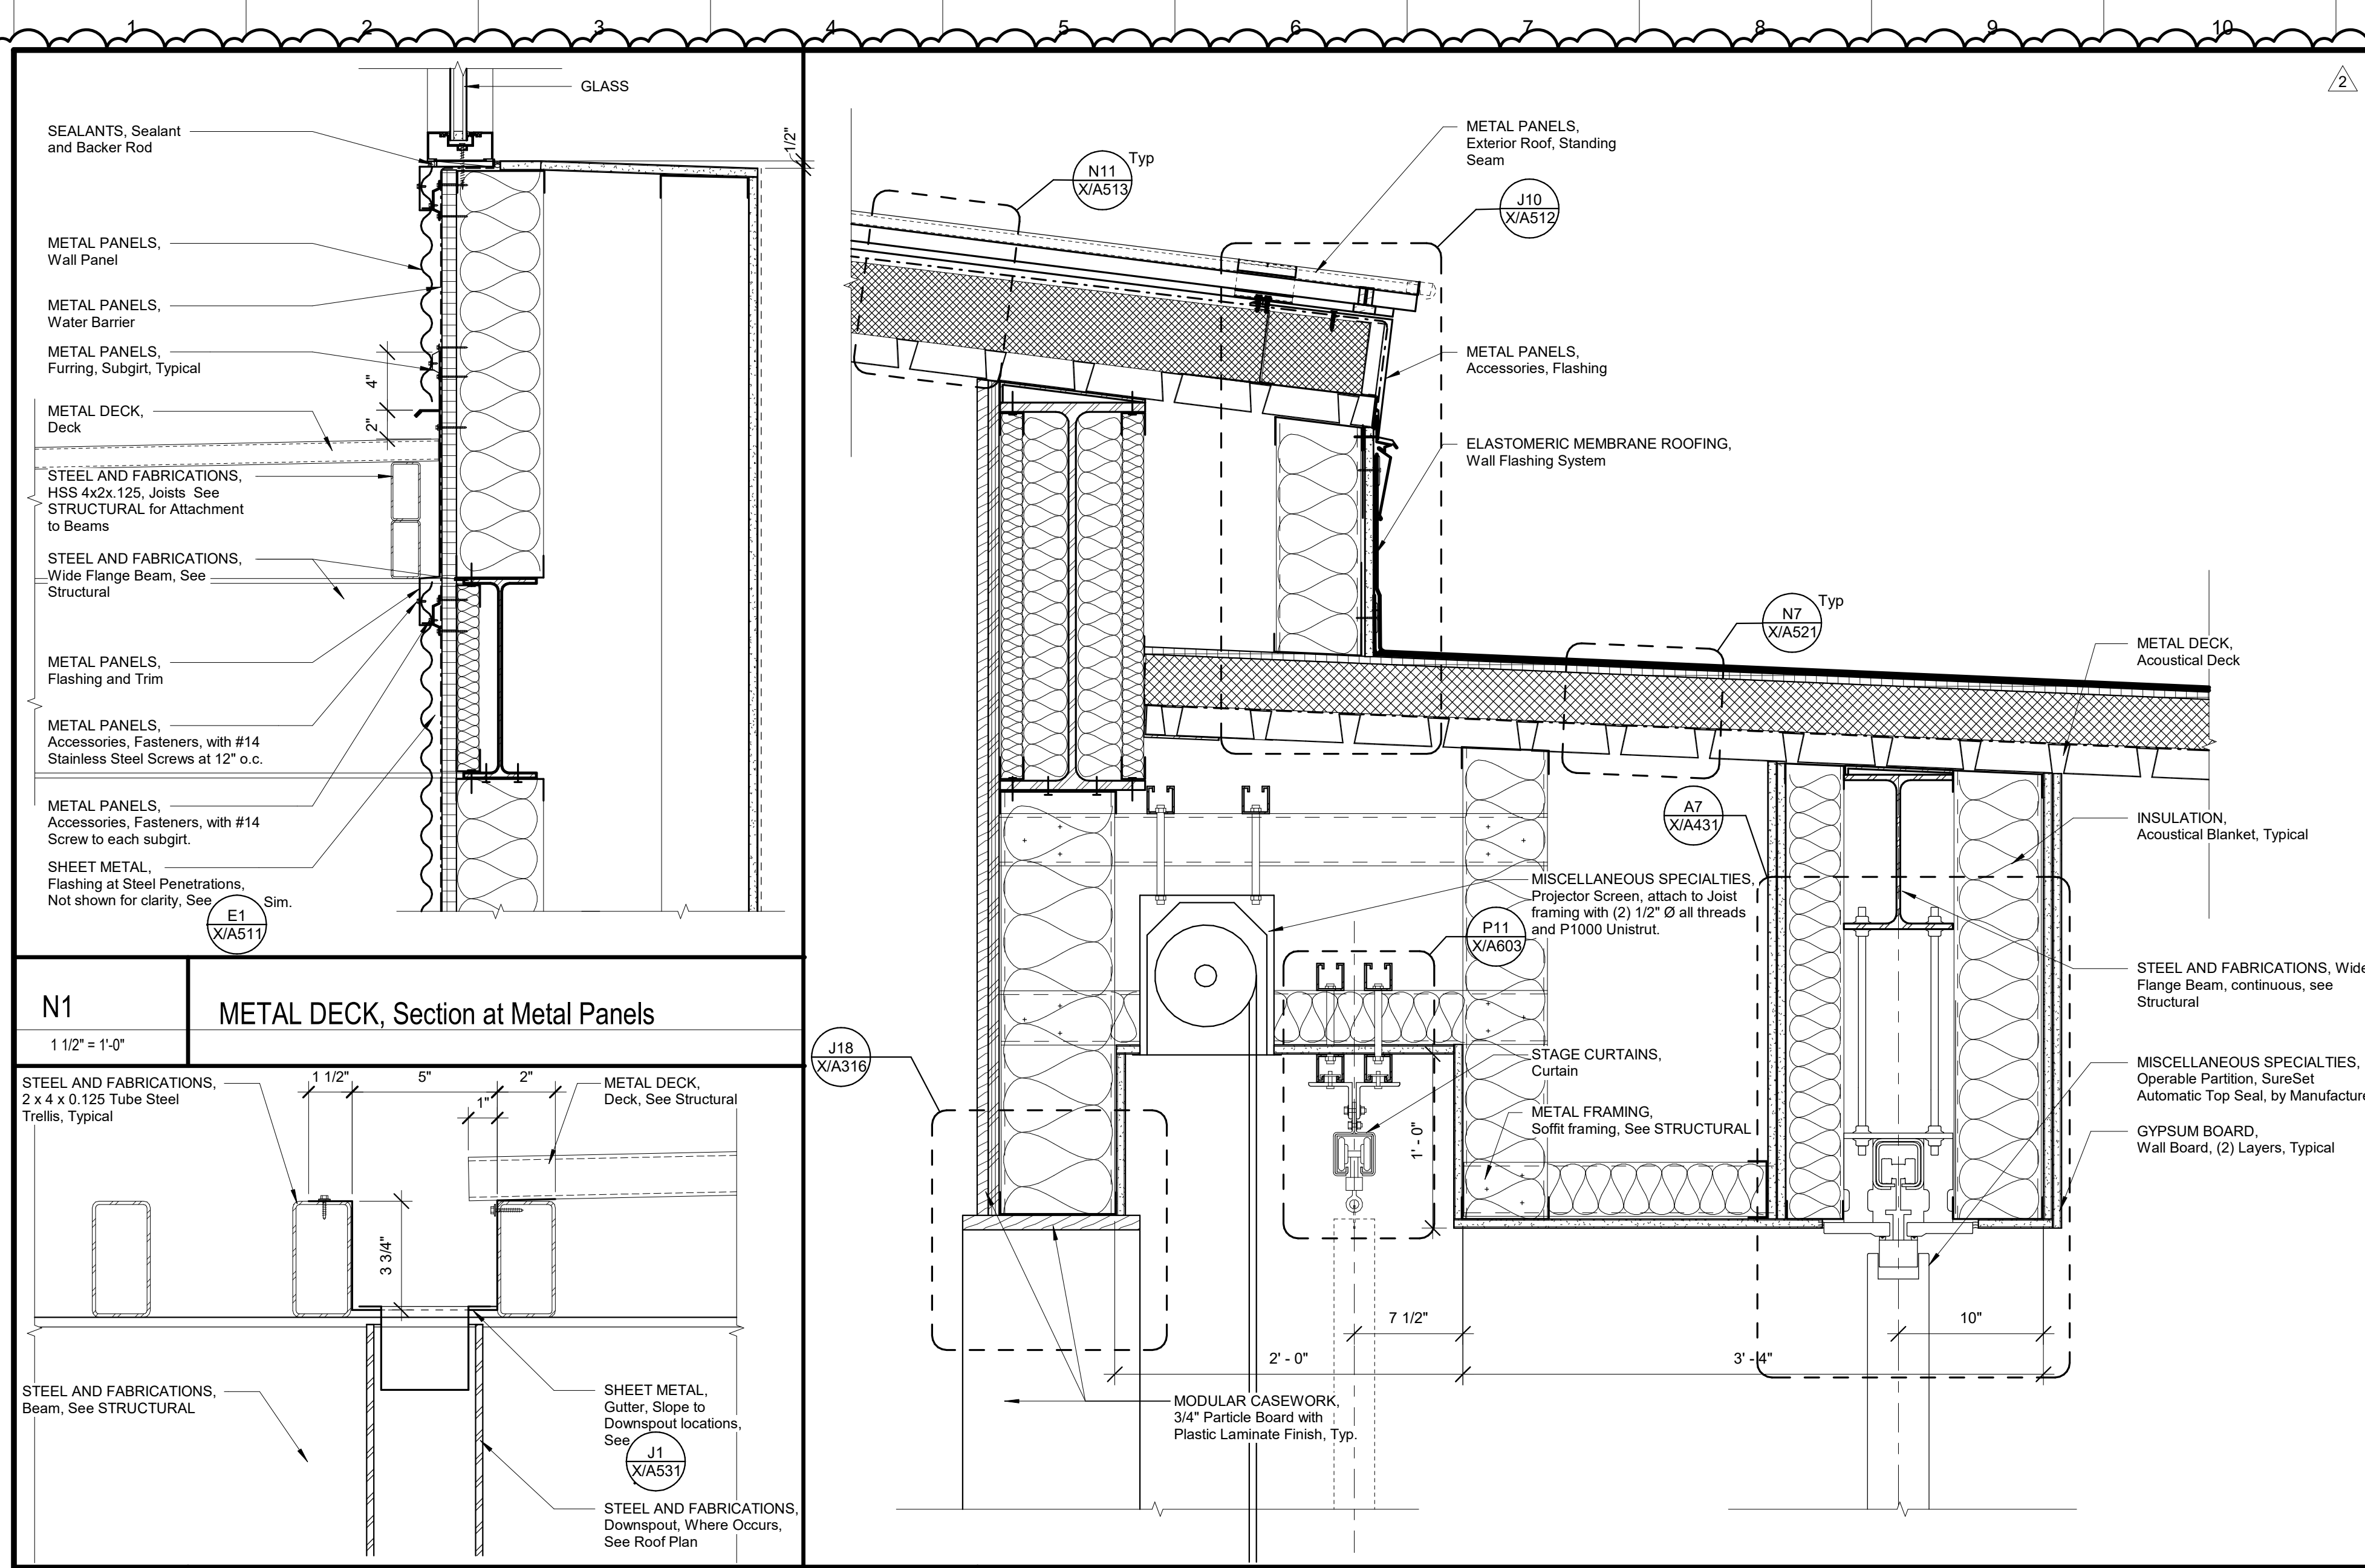 1 2 3 4 5 6 7 8 9 10
2
GLASS
SEALANTS, Sealant
and Backer Rod
1/2"
METAL PANELS,
Wall Panel
METAL PANELS,
Water Barrier
METAL PANELS,
Furring, Subgirt, Typical
4"
METAL DECK,
Deck
2"
STEEL AND FABRICATIONS,
HSS 4x2x.125, Joists See
STRUCTURAL for Attachment
to Beams
STEEL AND FABRICATIONS,
Wide Flange Beam, See
Structural
METAL PANELS,
Flashing and Trim
METAL PANELS,
Accessories, Fasteners, with #14
Stainless Steel Screws at 12" o.c.
METAL PANELS,
Accessories, Fasteners, with #14
Screw to each subgirt.
SHEET METAL,
Flashing at Steel Penetrations,
Not shown for clarity, See
E1
X/A511
Sim.
N1
METAL DECK, Section at Metal Panels
1 1/2" = 1'-0"
STEEL AND FABRICATIONS,
2 x 4 x 0.125 Tube Steel
Trellis, Typical
1 1/2"
5"
2"
1"
METAL DECK,
Deck, See Structural
3 3/4"
STEEL AND FABRICATIONS,
Beam, See STRUCTURAL
SHEET METAL,
Gutter, Slope to
Downspout locations,
See
J1
X/A531
STEEL AND FABRICATIONS,
Downspout, Where Occurs,
See Roof Plan
N11
X/A513
Typ
METAL PANELS,
Exterior Roof, Standing
Seam
J10
X/A512
METAL PANELS,
Accessories, Flashing
ELASTOMERIC MEMBRANE ROOFING,
Wall Flashing System
N7
X/A521
Typ
METAL DECK,
Acoustical Deck
A7
X/A431
INSULATION,
Acoustical Blanket, Typical
MISCELLANEOUS SPECIALTIES,
Projector Screen, attach to Joist
framing with (2) 1/2" Ø all threads
and P1000 Unistrut.
P11
X/A603
STEEL AND FABRICATIONS, Wide
Flange Beam, continuous, see
Structural
J18
X/A316
STAGE CURTAINS,
Curtain
METAL FRAMING,
Soffit framing, See STRUCTURAL
1' - 0"
MISCELLANEOUS SPECIALTIES,
Operable Partition, SureSet
Automatic Top Seal, by Manufacture
GYPSUM BOARD,
Wall Board, (2) Layers, Typical
7 1/2"
10"
2' - 0"
3' - 4"
MODULAR CASEWORK,
3/4" Particle Board with
Plastic Laminate Finish, Typ.